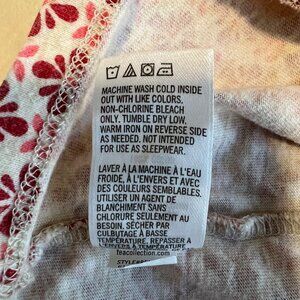 MACHINE WASH COLD INSIDE
OUT WITH LIKE COLORS.
NON-CHLORINE BLEACH
ONLY. TUMBLE DRY LOW.
WARM IRON ON REVERSE SIDE
AS NEEDED. NOT INTENDED
FOR USE AS SLEEPWEAR.
LAVER À LA MACHINE À L'EAU
FROIDE, À L'ENVERS ET AVEC
DES COULEURS SEMBLABLES.
UTILISER UN AGENT DE
BLANCHIMENT SANS
CHLORURE SEULEMENT AU
BESOIN. SÉCHER PAR
CULBUTAGE À BASSE
TEMPÉRATURE. REPASSER À
L'ENVERS À TEMPÉRATURE
teacollection.com